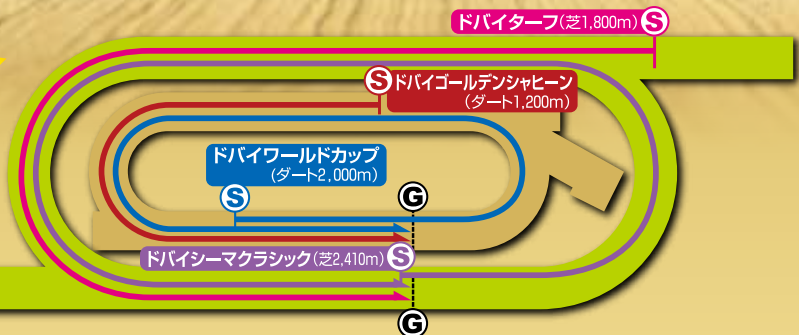 ドバイターフ(芝1,800m) S
S ドバイゴールデンシャヒーン
(ダート1,200m)
ドバイワールドカップ
(ダート2,000m)
S
G
ドバイシーマクラシック(芝2,410m) S
G